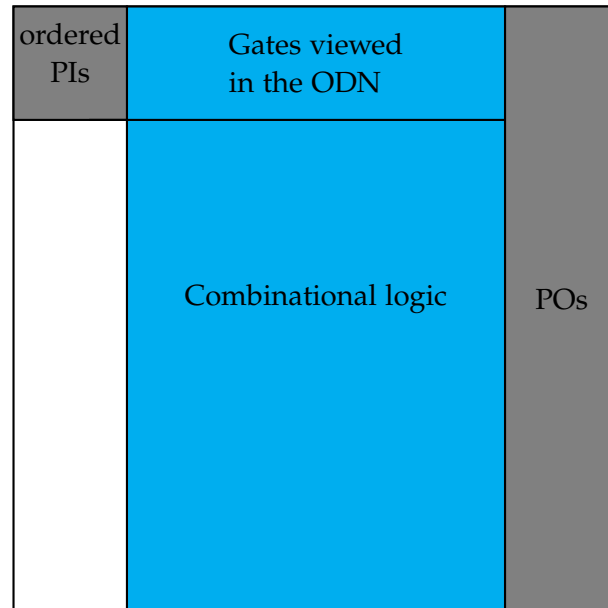 ordered
PIs
Gates viewed
in the ODN
Combinational logic
POs